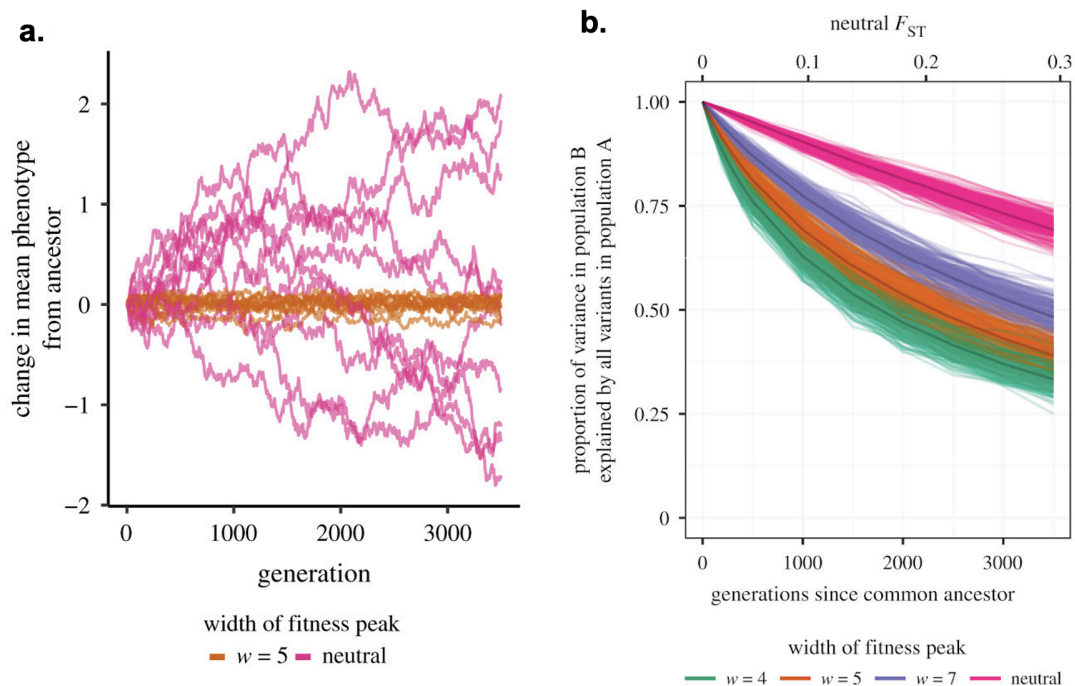 a.
change in mean phenotype
from ancestor
2
1
0
−1
−2
0 1000 2000 3000
generation
width of fitness peak
w = 5 neutral
b.
neutral FST
0 0.1 0.2 0.3
proportion of variance in population B
explained by all variants in population A
1.00
0.75
0.50
0.25
0
0 1000 2000 3000
generations since common ancestor
width of fitness peak
w = 4 w = 5 w = 7 neutral